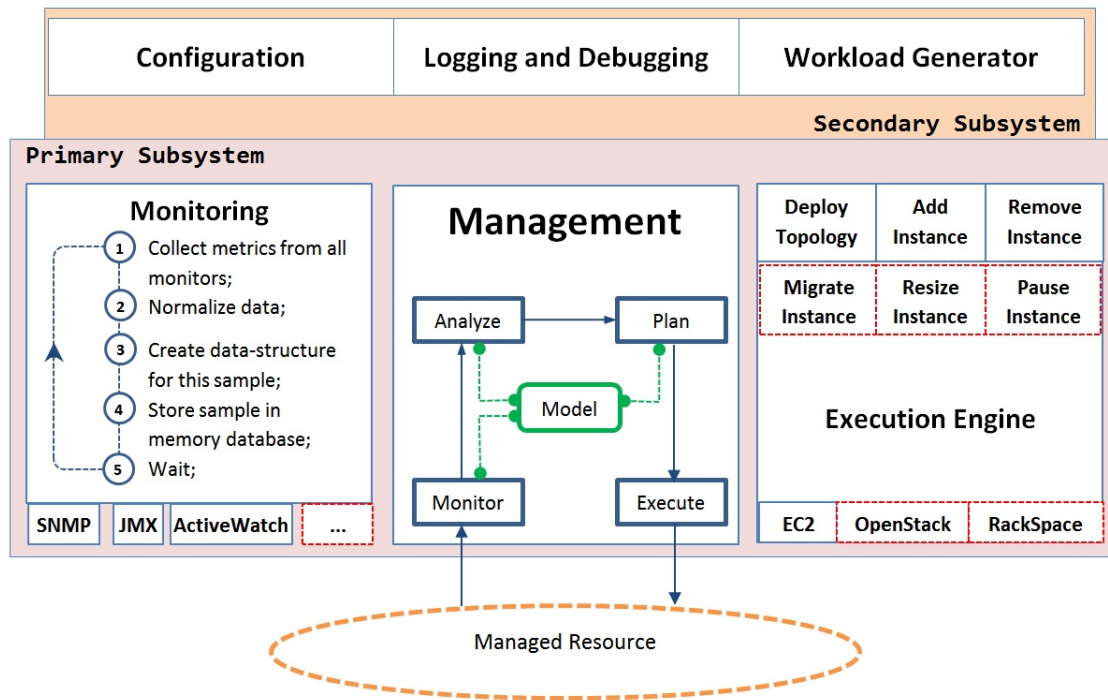 Configuration
Logging and Debugging
Workload Generator
Secondary Subsystem
Primary Subsystem
Monitoring
1 Collect metrics from all
monitors;
2 Normalize data;
3 Create data-structure
for this sample;
4 Store sample in
memory database;
5 Wait;
SNMP
JMX
ActiveWatch
...
Management
Analyze
Plan
Model
Monitor
Execute
Deploy
Topology
Add
Instance
Remove
Instance
Migrate
Instance
Resize
Instance
Pause
Instance
Execution Engine
EC2
OpenStack
RackSpace
Managed Resource